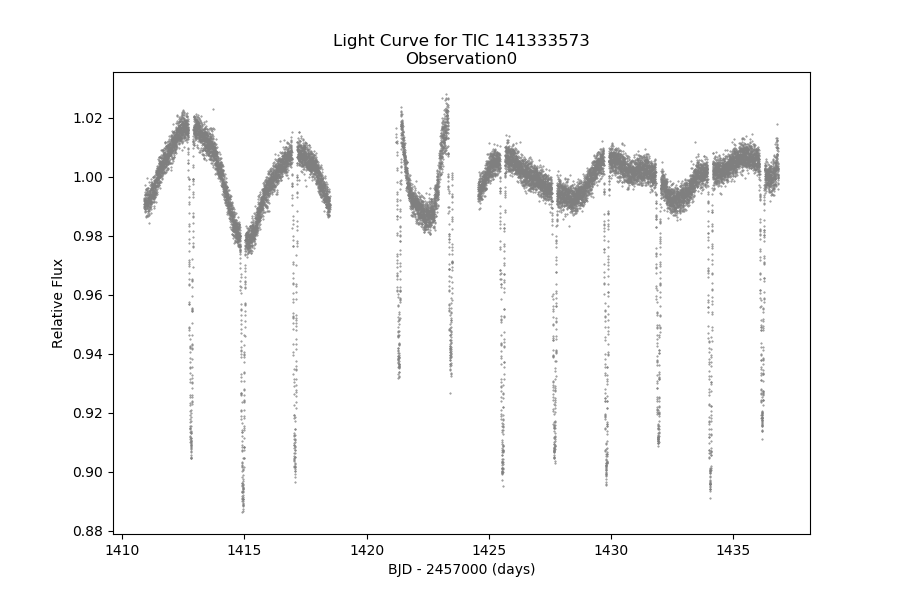 Light Curve for TIC 141333573
Observation0
1.02
1.00
0.98
0.96
0.94
0.92
0.90
0.88
Relative Flux
1410 1415 1420 1425 1430 1435
BJD - 2457000 (days)